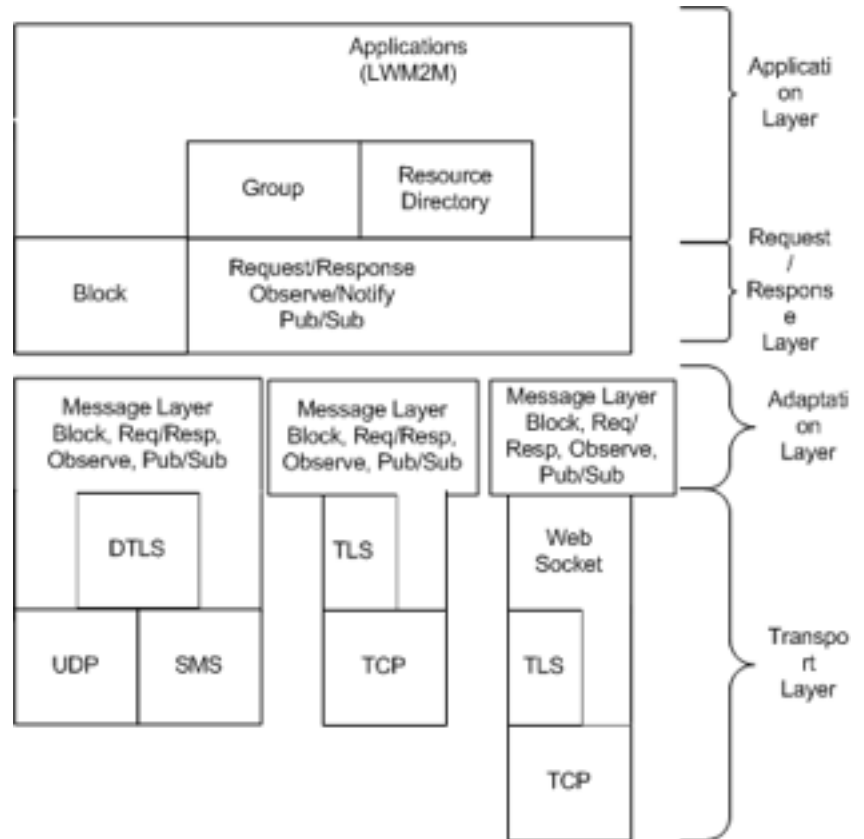 Applications
(LWM2M)
Applicati
on
Layer
Group
Resource
Directory
Block
Request/Response
Observe/Notify
Pub/Sub
Request
/
Respons
e
Layer
Message Layer
Block, Req/Resp,
Observe, Pub/Sub
Message Layer
Block, Req/Resp,
Observe, Pub/Sub
Message Layer
Block, Req/
Resp, Observe,
Pub/Sub
Adaptati
on
Layer
DTLS
TLS
Web
Socket
UDP
SMS
TCP
TLS
TCP
Transpo
rt
Layer